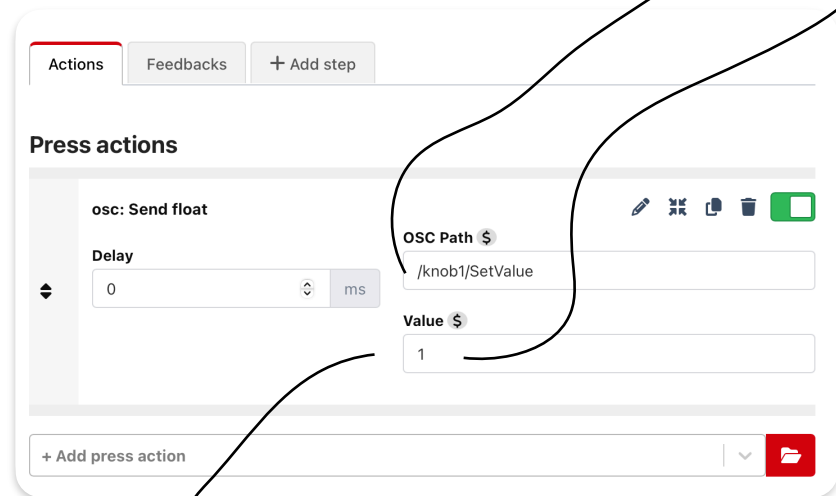 Actions
Feedbacks
+ Add step
Press actions
osc: Send float
OSC Path $
/knob1/SetValue
Delay
0
ms
Value $
1
+ Add press action